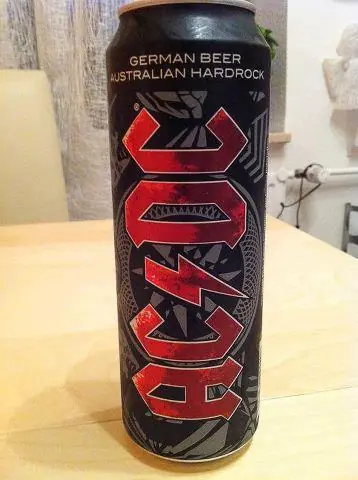 GERMAN BEER
AUSTRALIAN HARDROCK
AC⚡DC
®